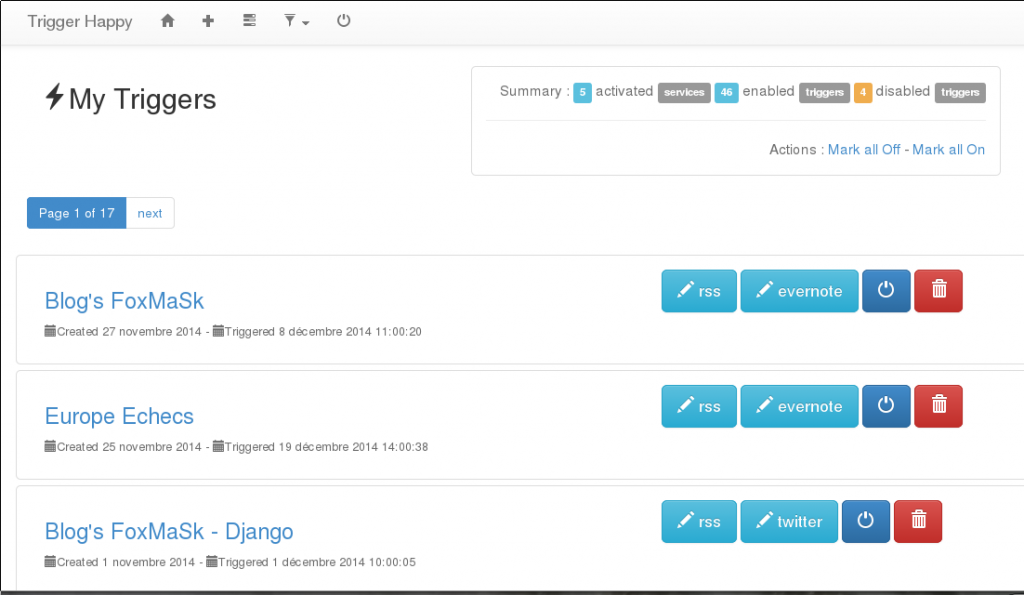 Trigger Happy
My Triggers
Summary : 5 activated services 46 enabled triggers 4 disabled triggers
Actions : Mark all Off - Mark all On
Page 1 of 17 next
Blog's FoxMaSk
rss evernote
Created 27 novembre 2014 - Triggered 8 décembre 2014 11:00:20
Europe Echecs
rss evernote
Created 25 novembre 2014 - Triggered 19 décembre 2014 14:00:38
Blog's FoxMaSk - Django
rss twitter
Created 1 novembre 2014 - Triggered 1 décembre 2014 10:00:05